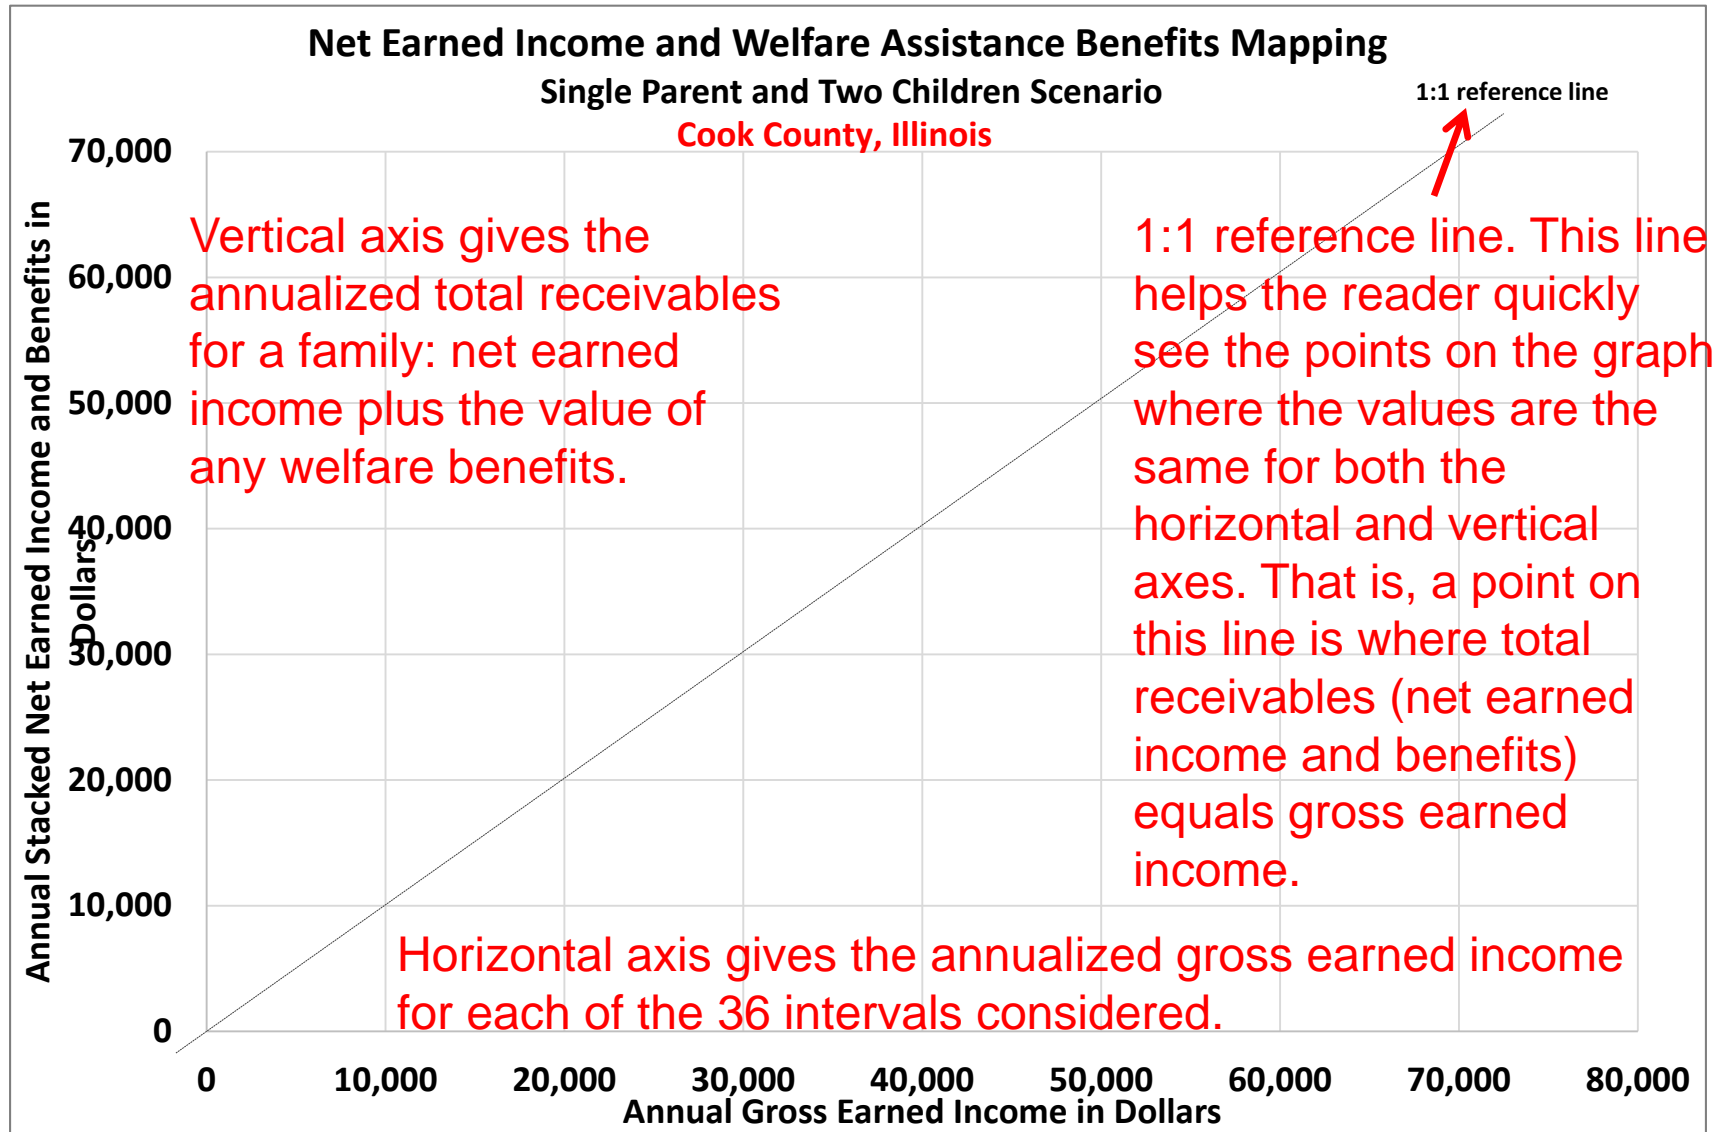 Net Earned Income and Welfare Assistance Benefits Mapping
Single Parent and Two Children Scenario
Cook County, Illinois
1:1 reference line
Annual Stacked Net Earned Income and Benefits in
Dollars
70,000
60,000
50,000
40,000
30,000
20,000
10,000
0
Vertical axis gives the
annualized total receivables
for a family: net earned
income plus the value of
any welfare benefits.
1:1 reference line. This line
helps the reader quickly
see the points on the graph
where the values are the
same for both the
horizontal and vertical
axes. That is, a point on
this line is where total
receivables (net earned
income and benefits)
equals gross earned
income.
Horizontal axis gives the annualized gross earned income
for each of the 36 intervals considered.
0 10,000 20,000 30,000 40,000 50,000 60,000 70,000 80,000
Annual Gross Earned Income in Dollars